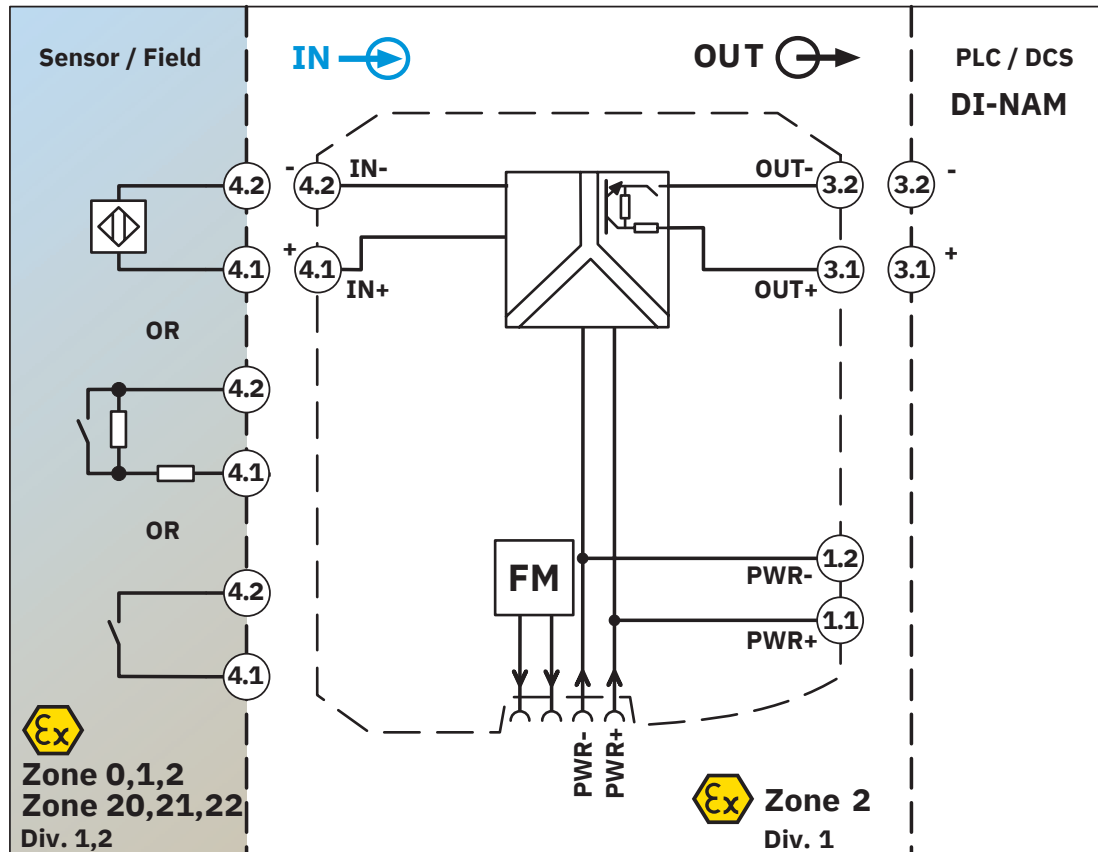 Sensor / Field
IN
OUT
PLC / DCS
DI-NAM
4.2
-
4.2
IN-
OUT-
3.2
3.2
-
4.1
+
4.1
IN+
OUT+
3.1
3.1
+
OR
4.2
4.1
OR
4.2
4.1
FM
PWR-
1.2
1.1
PWR+
PWR-
PWR+
Ex
Zone 0,1,2
Zone 20,21,22
Div. 1,2
Ex
Zone 2
Div. 1